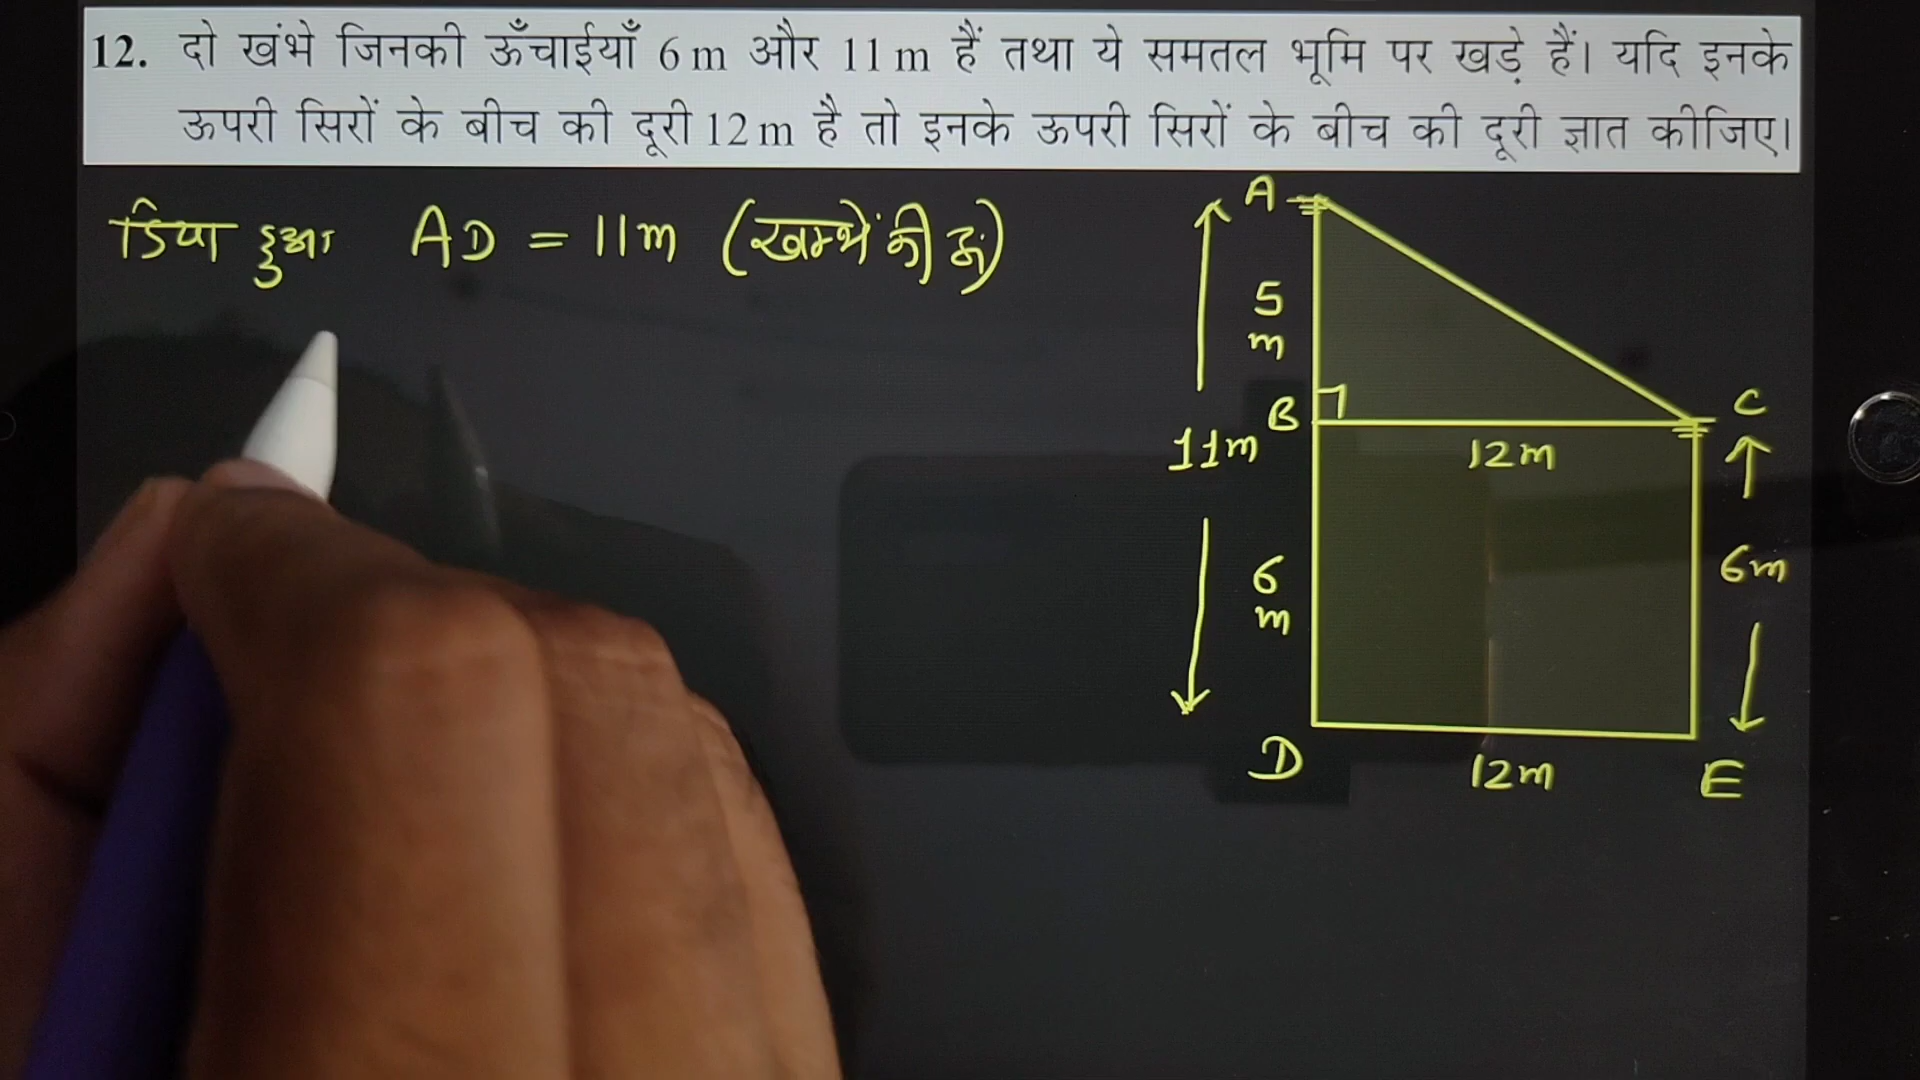 12. दो खंभे जिनकी ऊँचाईयाँ 6 m और 11 m हैं तथा ये समतल भूमि पर खड़े हैं। यदि इनके
ऊपरी सिरों के बीच की दूरी 12 m है तो इनके ऊपरी सिरों के बीच की दूरी ज्ञात कीजिए।
दिया हुआ AD = 11m (खम्भें की ऊं)
A
5
m
B
C
11m
12m
6
m
6m
D
12m
E